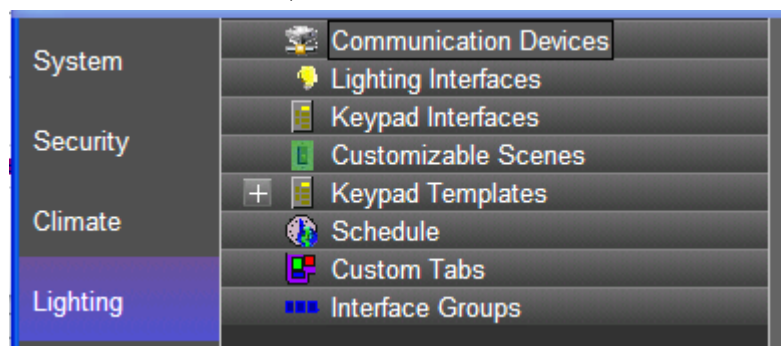 System
Security
Climate
Lighting
Communication Devices
Lighting Interfaces
Keypad Interfaces
Customizable Scenes
Keypad Templates
Schedule
Custom Tabs
Interface Groups